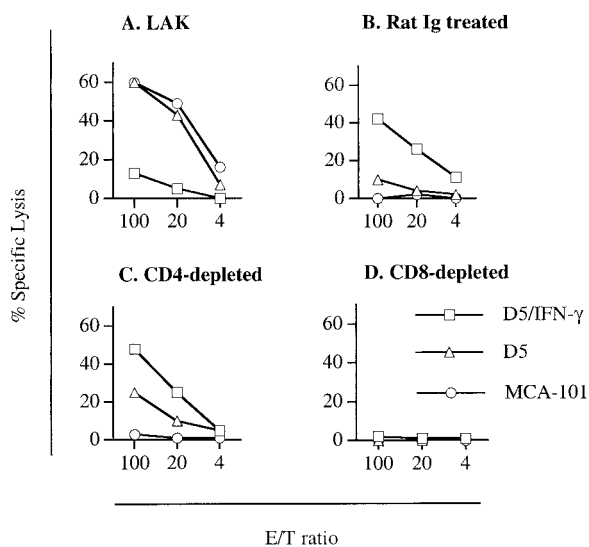 A. LAK
B. Rat Ig treated
60
40
20
0
100 20 4
60
40
20
0
100 20 4
% Specific Lysis
C. CD4-depleted
D. CD8-depleted
60
40
20
0
100 20 4
60
40
20
0
100 20 4
D5/IFN-γ
D5
MCA-101
E/T ratio